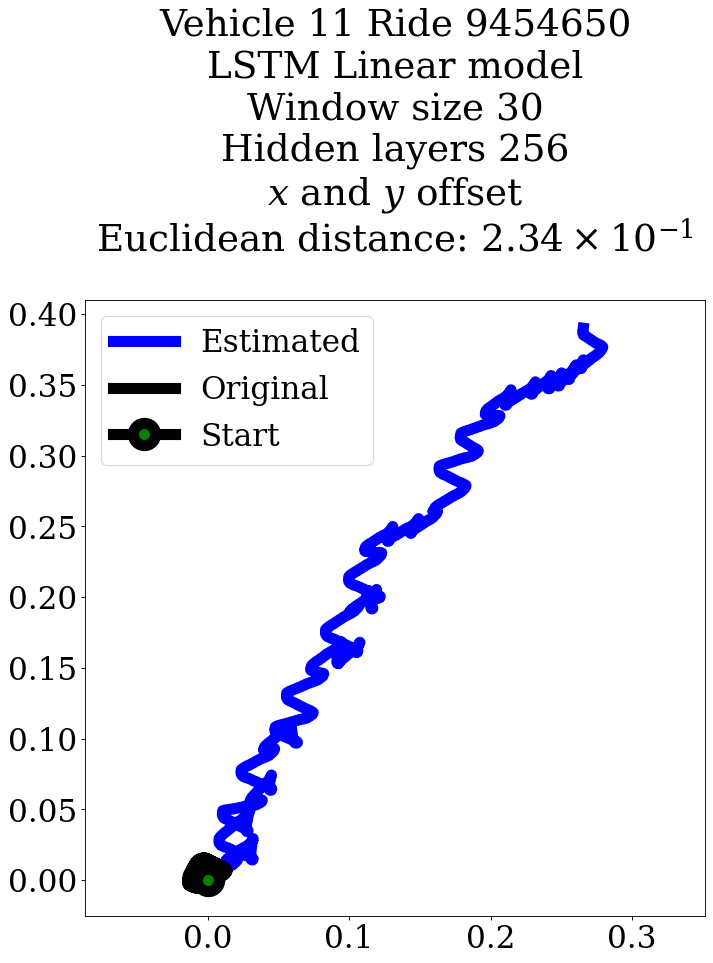 Vehicle 11 Ride 9454650
LSTM Linear model
Window size 30
Hidden layers 256
x and y offset
Euclidean distance: 2.34 × 10⁻¹
Estimated
Original
Start
0.40
0.35
0.30
0.25
0.20
0.15
0.10
0.05
0.00
0.0 0.1 0.2 0.3